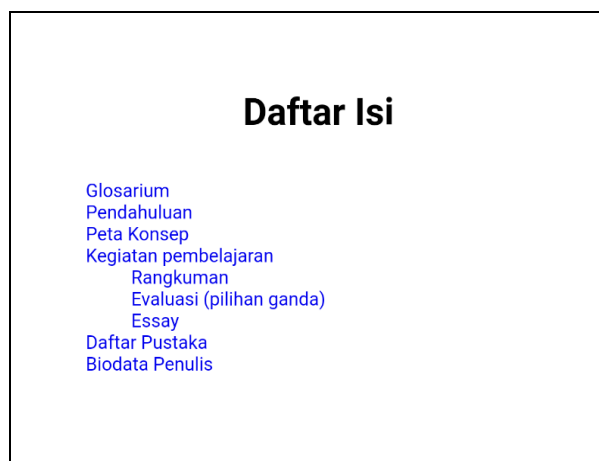 Daftar Isi
Glosarium
Pendahuluan
Peta Konsep
Kegiatan pembelajaran
Rangkuman
Evaluasi (pilihan ganda)
Essay
Daftar Pustaka
Biodata Penulis